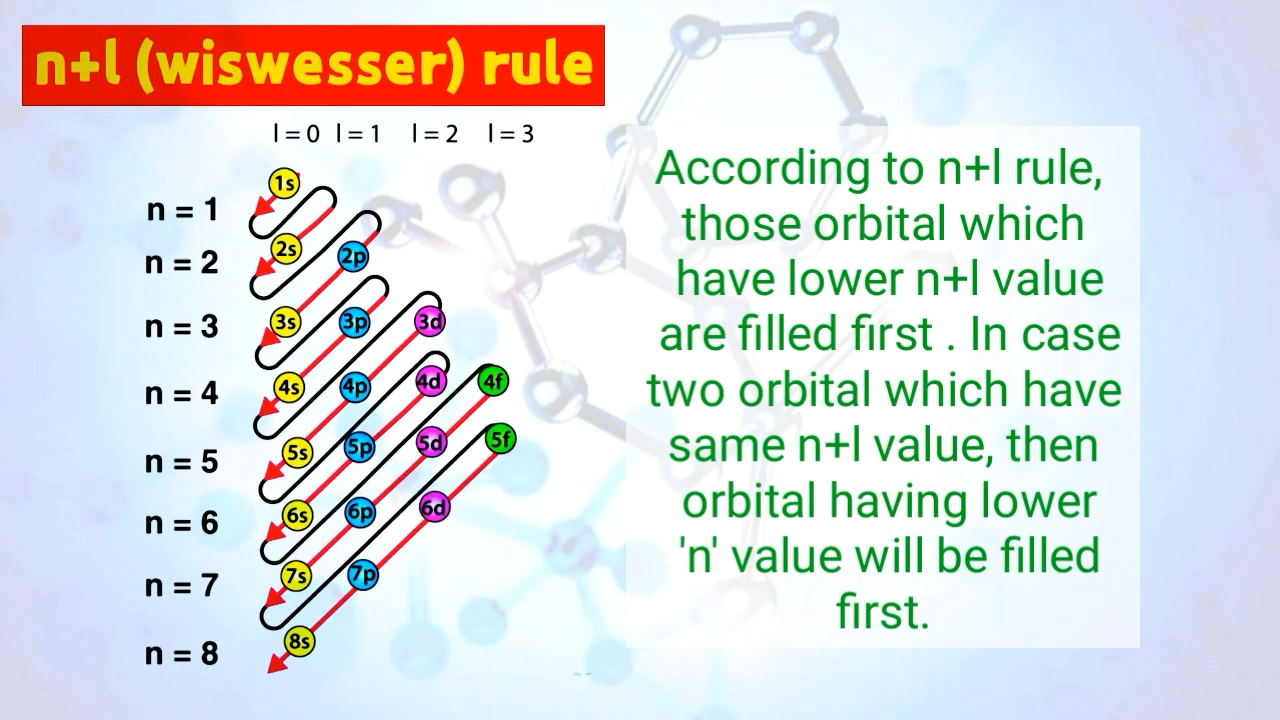 n+l (wiswesser) rule
l = 0 l = 1 l = 2 l = 3
n = 1
n = 2
n = 3
n = 4
n = 5
n = 6
n = 7
n = 8
1s
2s 2p
3s 3p 3d
4s 4p 4d 4f
5s 5p 5d 5f
6s 6p 6d
7s 7p
8s
According to n+l rule,
those orbital which
have lower n+l value
are filled first . In case
two orbital which have
same n+l value, then
orbital having lower
'n' value will be filled
first.